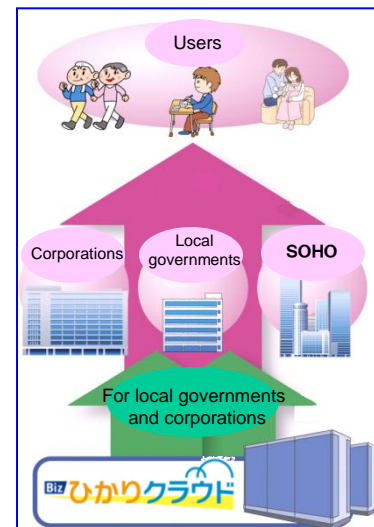 Users
Corporations
Local
governments
SOHO
For local governments
and corporations
Biz ひかりクラウド